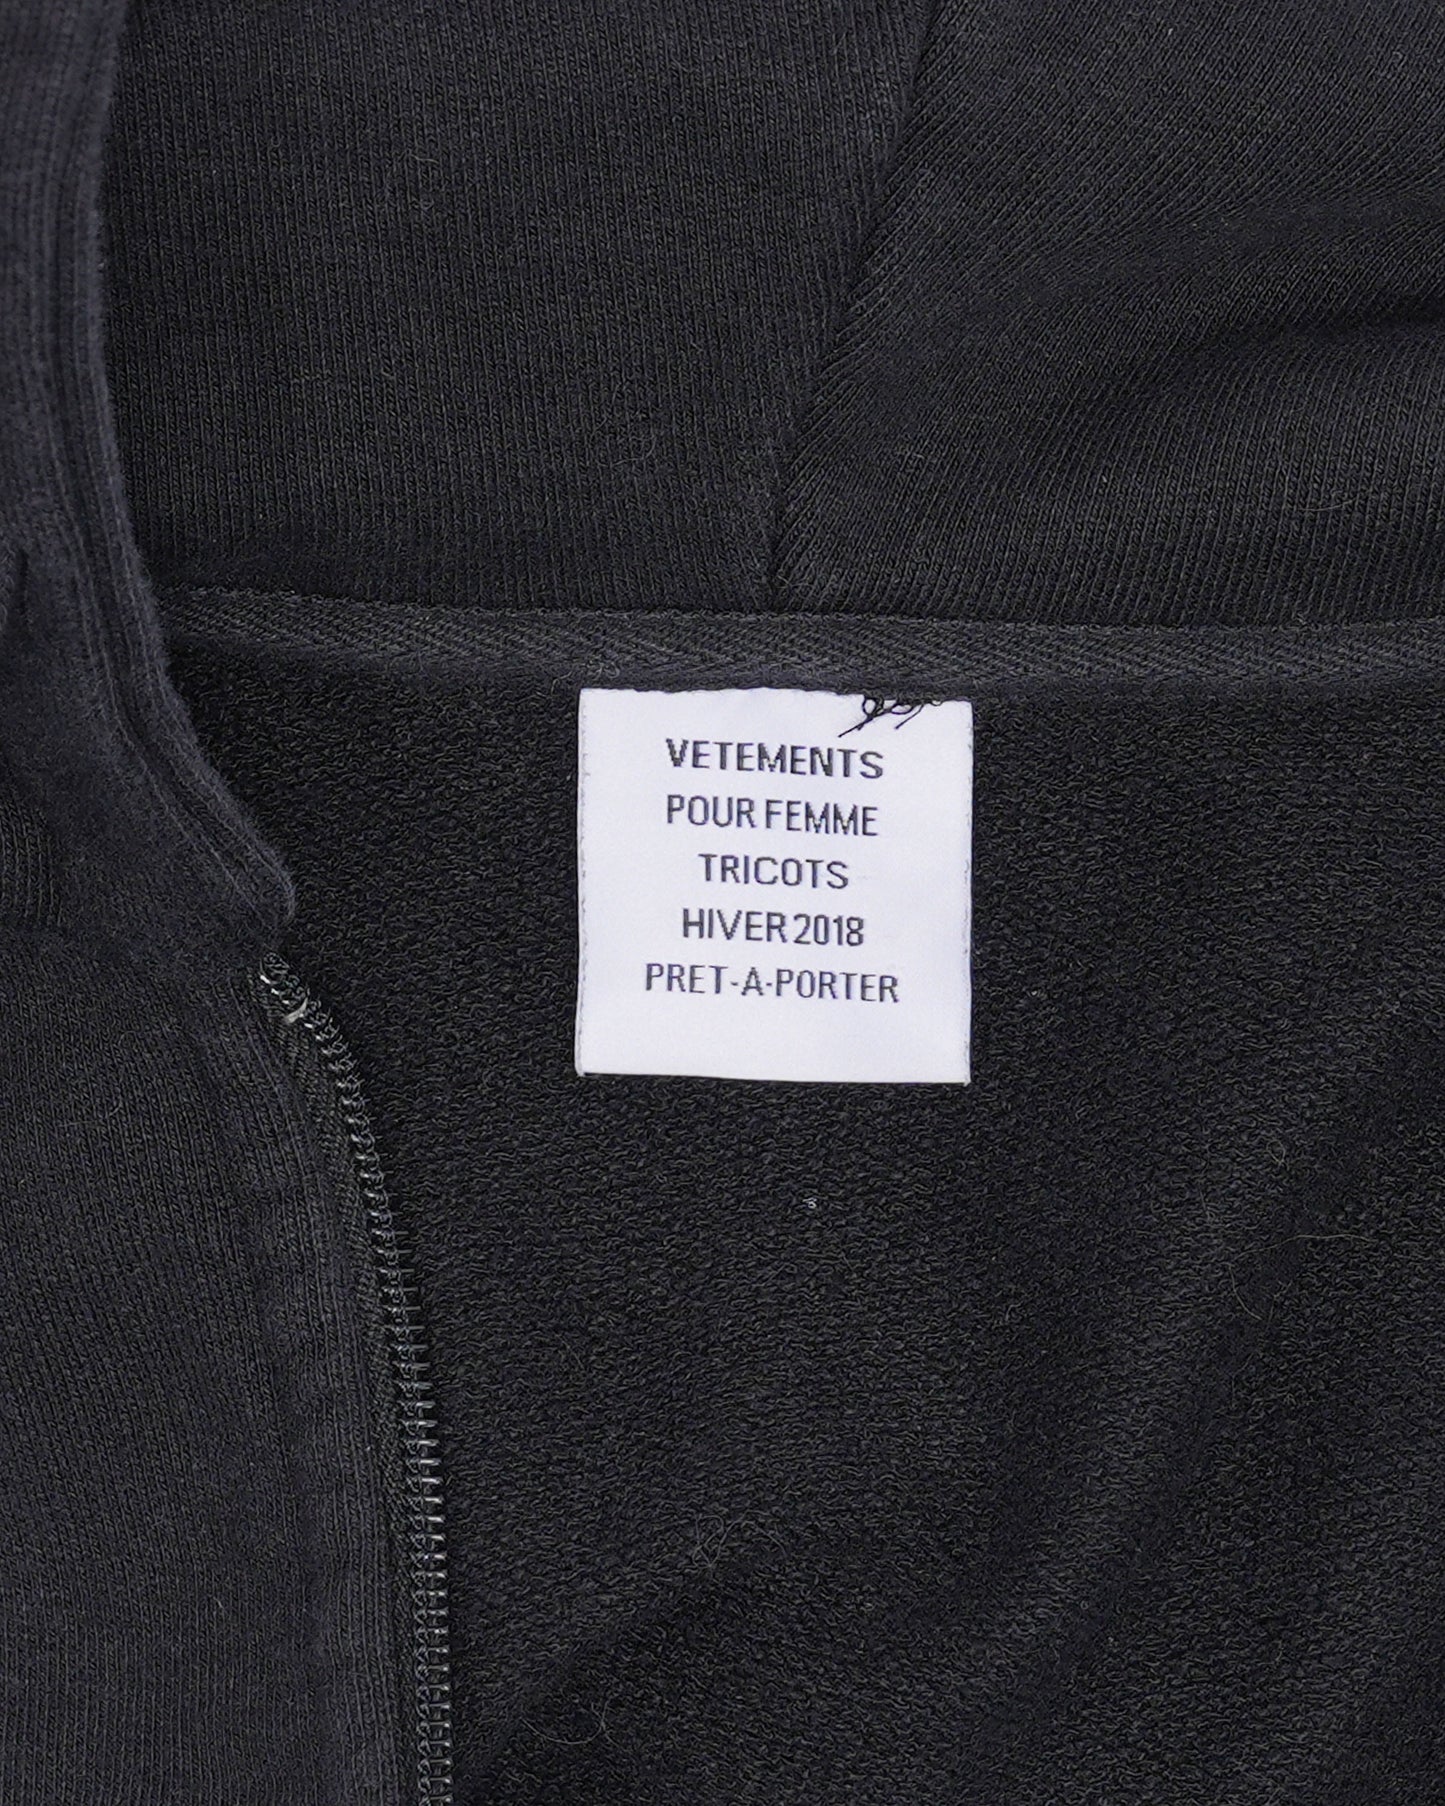 VETEMENTS
POUR FEMME
TRICOTS
HIVER 2018
PRET-A-PORTER